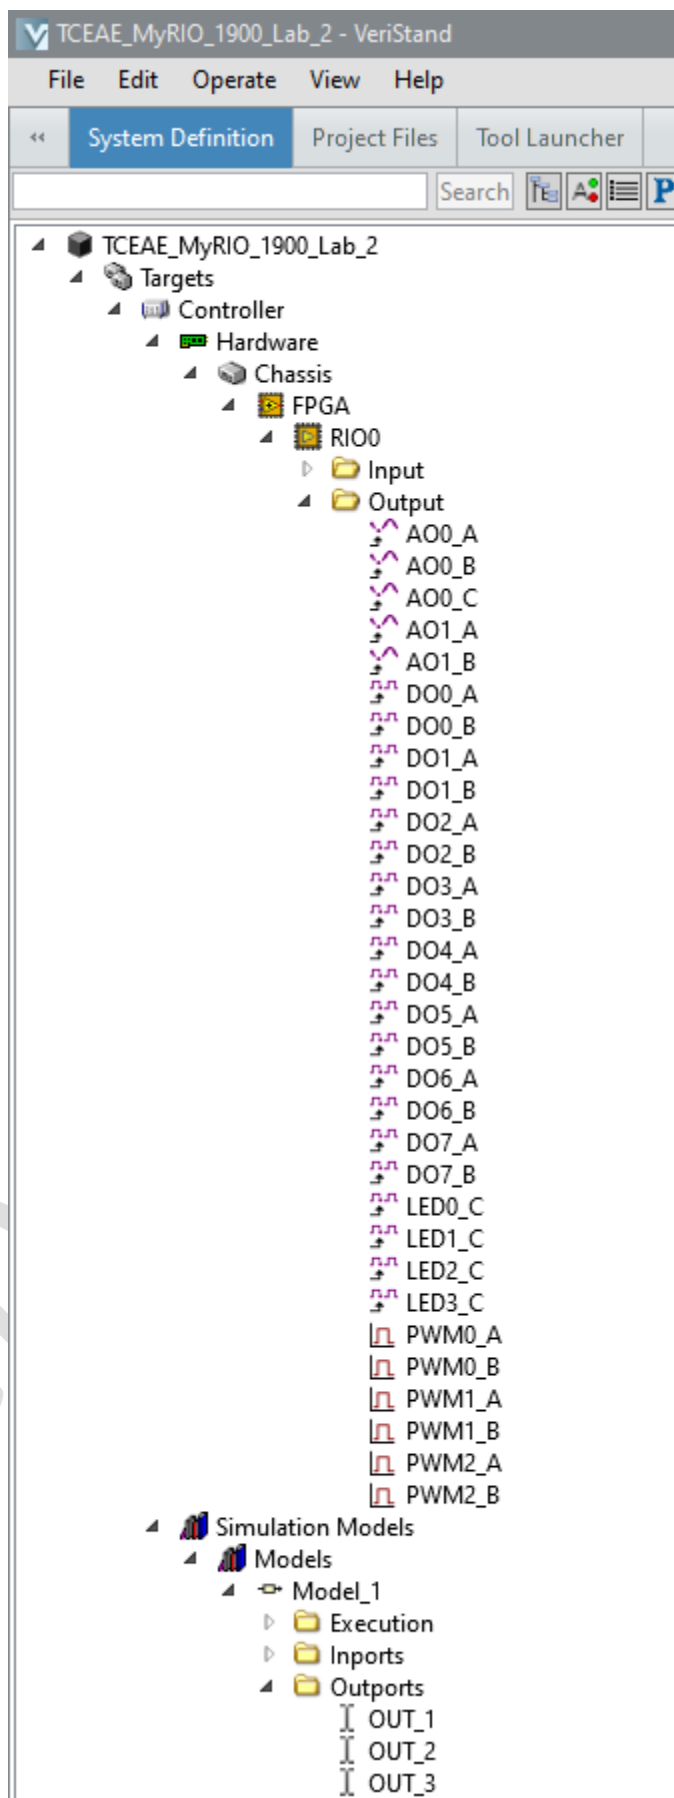 TCEAE_MyRIO_1900_Lab_2 - VeriStand
File Edit Operate View Help
System Definition Project Files Tool Launcher
Search
TCEAE_MyRIO_1900_Lab_2
Targets
Controller
Hardware
Chassis
FPGA
RIO0
Input
Output
AO0_A
AO0_B
AO0_C
AO1_A
AO1_B
DO0_A
DO0_B
DO1_A
DO1_B
DO2_A
DO2_B
DO3_A
DO3_B
DO4_A
DO4_B
DO5_A
DO5_B
DO6_A
DO6_B
DO7_A
DO7_B
LED0_C
LED1_C
LED2_C
LED3_C
PWM0_A
PWM0_B
PWM1_A
PWM1_B
PWM2_A
PWM2_B
Simulation Models
Models
Model_1
Execution
Inports
Outports
OUT_1
OUT_2
OUT_3